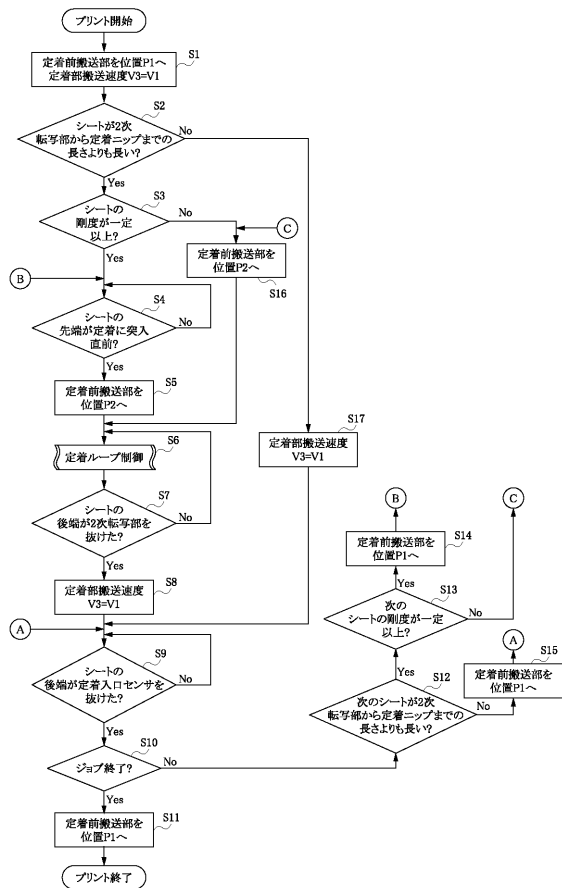 プリント開始
S1
定着前搬送部を位置P1へ
定着部搬送速度V3=V1
S2
シートが2次
転写部から定着ニップまでの
長さよりも長い?
No
Yes
S3
シートの
剛度が一定
以上?
No
Yes
C
定着前搬送部を
位置P2へ
S16
B
S4
シートの
先端が定着に突入
直前?
No
Yes
S5
定着前搬送部を
位置P2へ
S6
定着ループ制御
S7
シートの
後端が2次転写部を
抜けた?
No
Yes
S8
定着部搬送速度
V3=V1
S17
定着部搬送速度
V3=V1
A
S9
シートの
後端が定着入口センサを
抜けた?
No
Yes
S10
ジョブ終了?
No
Yes
S11
定着前搬送部を
位置P1へ
プリント終了
B
C
S14
定着前搬送部を
位置P1へ
Yes
S13
次の
シートの剛度が一定
以上?
No
A
S15
定着前搬送部を
位置P1へ
Yes
S12
次のシートが2次
転写部から定着ニップまでの
長さよりも長い?
No